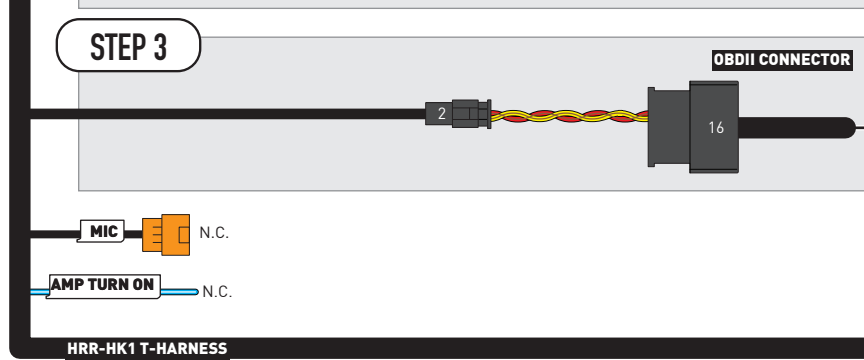 STEP 3
OBDII CONNECTOR
2
16
MIC
N.C.
AMP TURN ON
N.C.
HRR-HK1 T-HARNESS